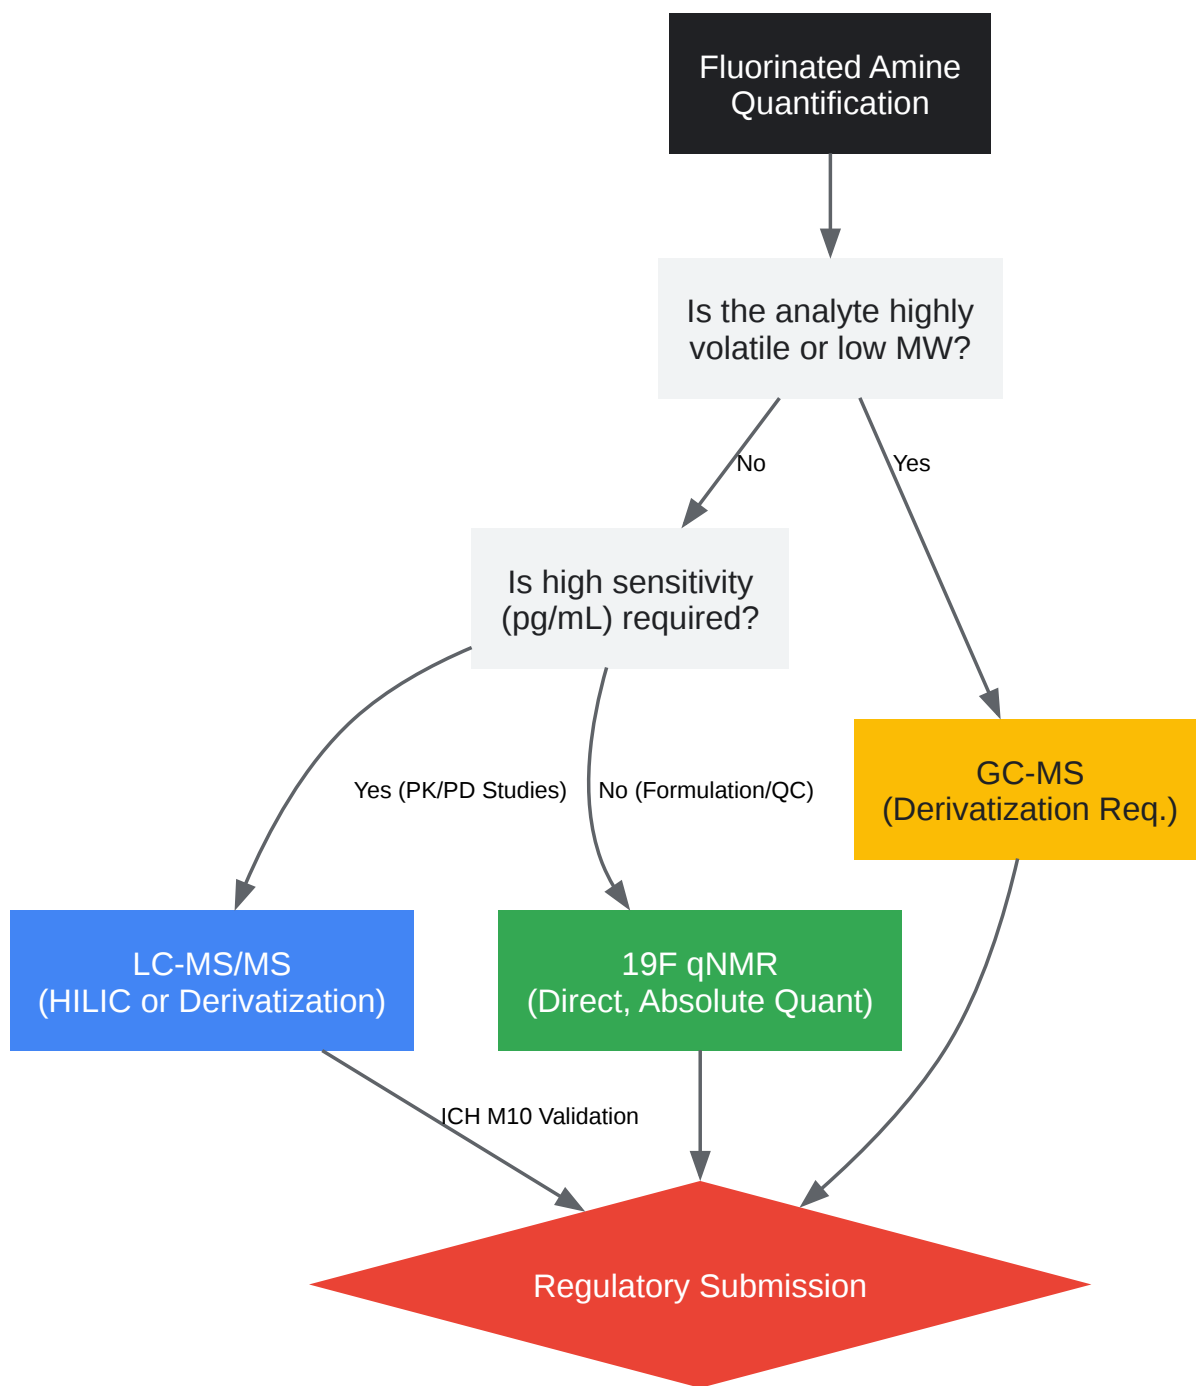 Fluorinated Amine
Quantification
Is the analyte highly
volatile or low MW?
No
Yes
Is high sensitivity
(pg/mL) required?
GC-MS
(Derivatization Req.)
Yes (PK/PD Studies)
No (Formulation/QC)
LC-MS/MS
(HILIC or Derivatization)
19F qNMR
(Direct, Absolute Quant)
ICH M10 Validation
Regulatory Submission